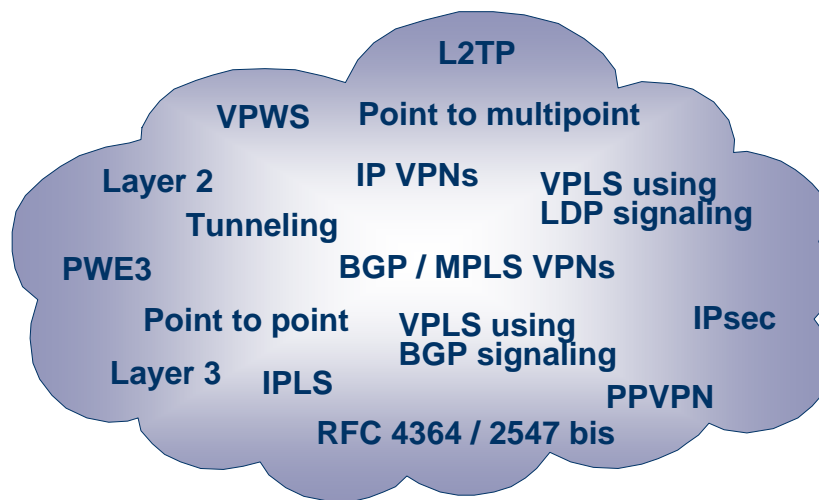 L2TP
VPWS
Point to multipoint
IP VPNs
Layer 2
VPLS using
LDP signaling
Tunneling
PWE3
BGP / MPLS VPNs
Point to point
VPLS using
BGP signaling
IPsec
Layer 3
IPLS
PPVPN
RFC 4364 / 2547 bis